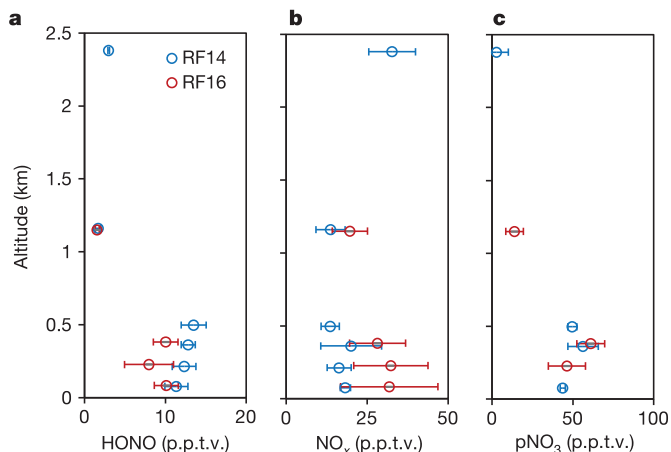 a b c
2.5
2
1.5
1
0.5
0
Altitude (km)
RF14
RF16
0 10 20
HONO (p.p.t.v.)
0 25 50
NOₓ (p.p.t.v.)
0 50 100
pNO₃ (p.p.t.v.)